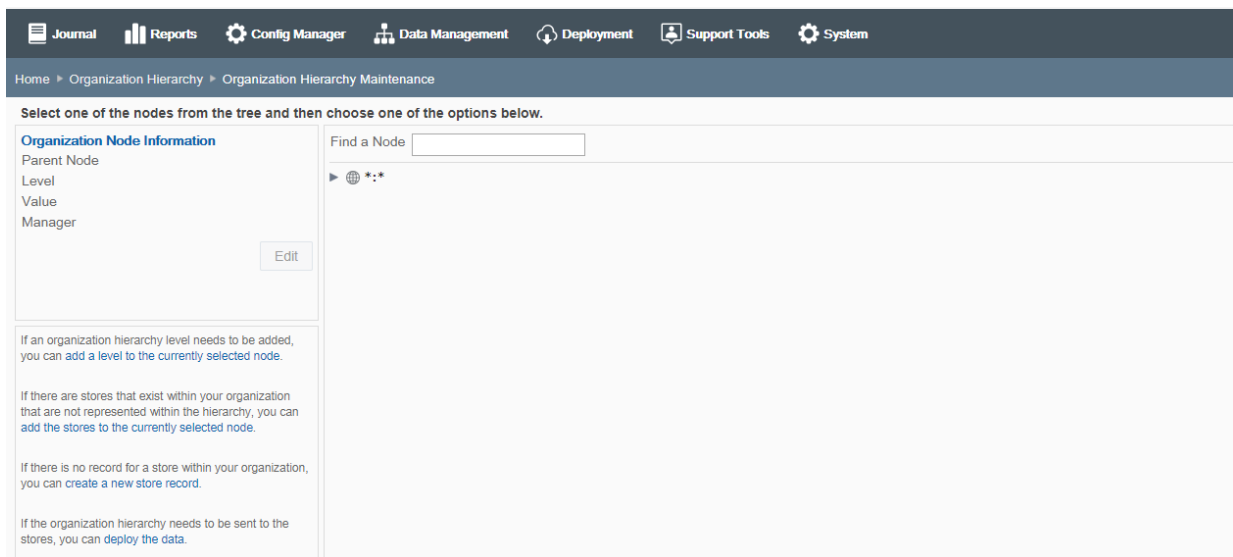 Journal Reports Config Manager Data Management Deployment Support Tools System
Home Organization Hierarchy Organization Hierarchy Maintenance
Select one of the nodes from the tree and then choose one of the options below.
Organization Node Information
Parent Node
Level
Value
Manager
Edit
If an organization hierarchy level needs to be added,
you can add a level to the currently selected node.
If there are stores that exist within your organization
that are not represented within the hierarchy, you can
add the stores to the currently selected node.
If there is no record for a store within your organization,
you can create a new store record.
If the organization hierarchy needs to be sent to the
stores, you can deploy the data.
Find a Node
*:*